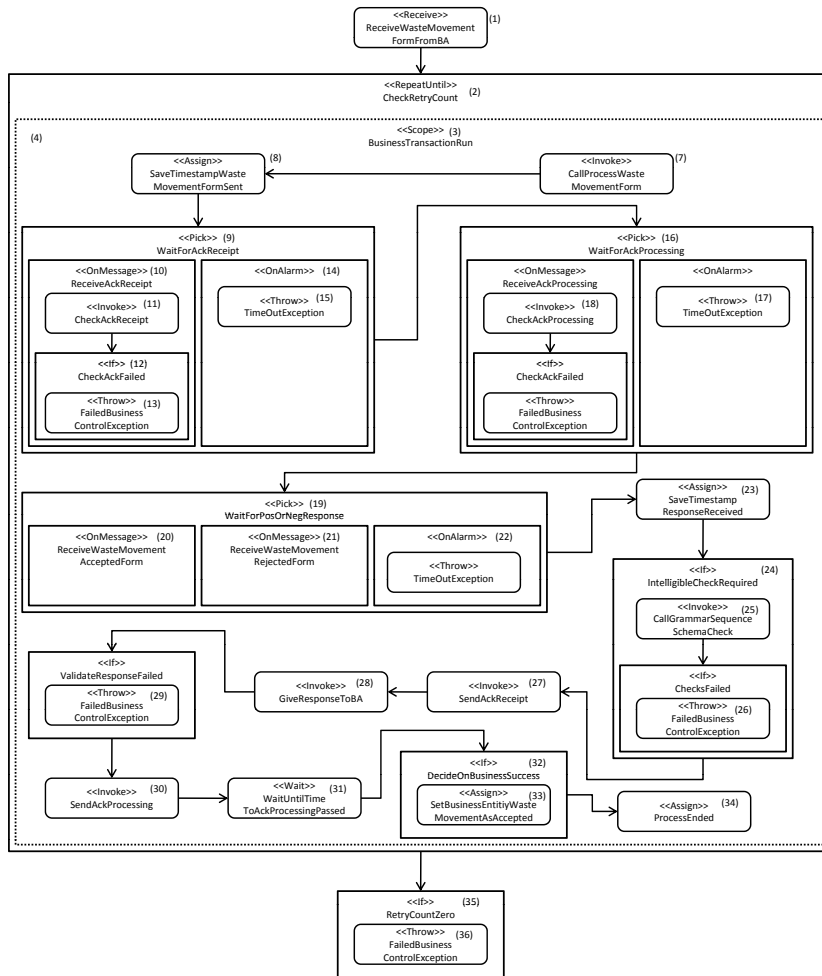 <<Receive>>
ReceiveWasteMovement
FormFromBA
(1)
<<RepeatUntil>>
CheckRetryCount
(2)
(4)
<<Scope>> (3)
BusinessTransactionRun
<<Assign>>
SaveTimestampWaste
MovementFormSent
(8)
<<Invoke>>
CallProcessWaste
MovementForm
(7)
<<Pick>> (9)
WaitForAckReceipt
<<OnMessage>> (10)
ReceiveAckReceipt
<<Invoke>> (11)
CheckAckReceipt
<<If>> (12)
CheckAckFailed
<<Throw>> (13)
FailedBusiness
ControlException
<<OnAlarm>> (14)
<<Throw>> (15)
TimeOutException
<<Pick>> (16)
WaitForAckProcessing
<<OnMessage>>
ReceiveAckProcessing
<<Invoke>> (18)
CheckAckProcessing
<<If>>
CheckAckFailed
<<Throw>>
FailedBusiness
ControlException
<<OnAlarm>>
<<Throw>> (17)
TimeOutException
<<Pick>> (19)
WaitForPosOrNegResponse
<<OnMessage>> (20)
ReceiveWasteMovement
AcceptedForm
<<OnMessage>> (21)
ReceiveWasteMovement
RejectedForm
<<OnAlarm>> (22)
<<Throw>>
TimeOutException
<<Assign>> (23)
SaveTimestamp
ResponseReceived
<<If>> (24)
IntelligibleCheckRequired
<<Invoke>> (25)
CallGrammarSequence
SchemaCheck
<<If>>
ChecksFailed
<<Throw>> (26)
FailedBusiness
ControlException
<<Invoke>> (27)
SendAckReceipt
<<Invoke>> (28)
GiveResponseToBA
<<If>>
ValidateResponseFailed
<<Throw>> (29)
FailedBusiness
ControlException
<<Invoke>> (30)
SendAckProcessing
<<Wait>> (31)
WaitUntilTime
ToAckProcessingPassed
<<If>> (32)
DecideOnBusinessSuccess
<<Assign>> (33)
SetBusinessEntitiyWaste
MovementAsAccepted
<<Assign>> (34)
ProcessEnded
<<If>> (35)
RetryCountZero
<<Throw>> (36)
FailedBusiness
ControlException